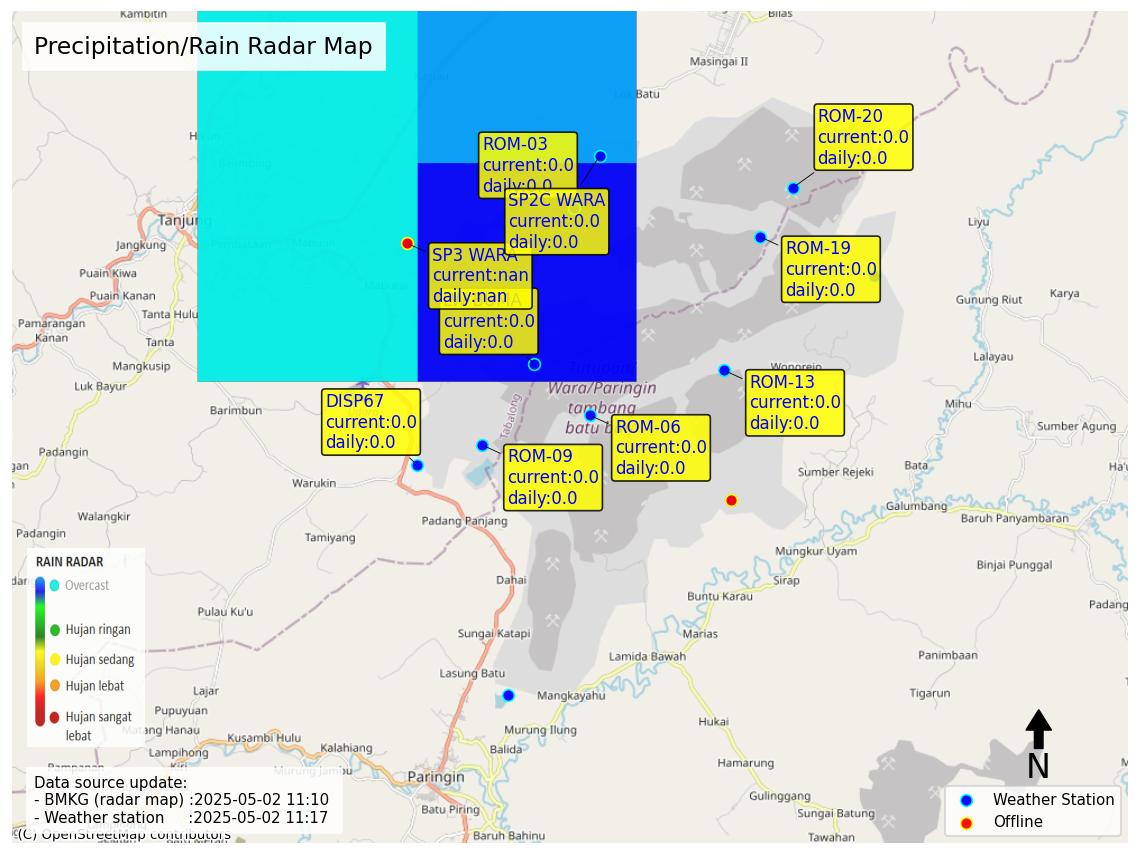 Kambitin
Bilas
Precipitation/Rain Radar Map
Masingai II
ROM-20
current:0.0
daily:0.0
ROM-03
current:0.0
daily:0.0
SP2C WARA
current:0.0
daily:0.0
Tanjung
Jangkung
Liyu
ROM-19
current:0.0
daily:0.0
SP3 WARA
current:nan
daily:nan
current:0.0
daily:0.0
Puain Kiwa
Puain Kanan
Tanta Hulu
Gunung Riut
Karya
Pamarangan
Kanan
Tanta
Mangkusip
Lalayau
Luk Bayur
Wonorejo
Wara/Paringin
tambang
ROM-13
current:0.0
daily:0.0
Tabalong
DISP67
current:0.0
daily:0.0
Barimbun
Mihu
ROM-06
current:0.0
daily:0.0
Sumber Agung
ROM-09
current:0.0
daily:0.0
Padangin
Bata
Sumber Rejeki
Warukin
Galumbang
Baruh Panyambaran
Walangkir
Padang Panjang
Padangin
Tamiyang
Mungkur Uyam
Binjai Punggal
RAIN RADAR
Overcast
Hujan ringan
Hujan sedang
Hujan lebat
Hujan sangat
lebat
Dahai
Sirap
Buntu Karau
Pulau Ku'u
Sungai Katapi
Marias
Lamida Bawah
Panimbaan
Lasung Batu
Lajar
Mangkayahu
Tigarun
Pupuyuan
Matang Hanau
Murung Ilung
Hukai
Kusambi Hulu
Lampihong
Kalahiang
Balida
Hamarung
N
Murung Jambu
Paringin
Gulinggang
Batu Piring
Sungai Batung
Baruh Bahinu
Tawahan
Data source update:
- BMKG (radar map) :2025-05-02 11:10
- Weather station :2025-05-02 11:17
(C) OpenStreetMap contributors
Weather Station
Offline